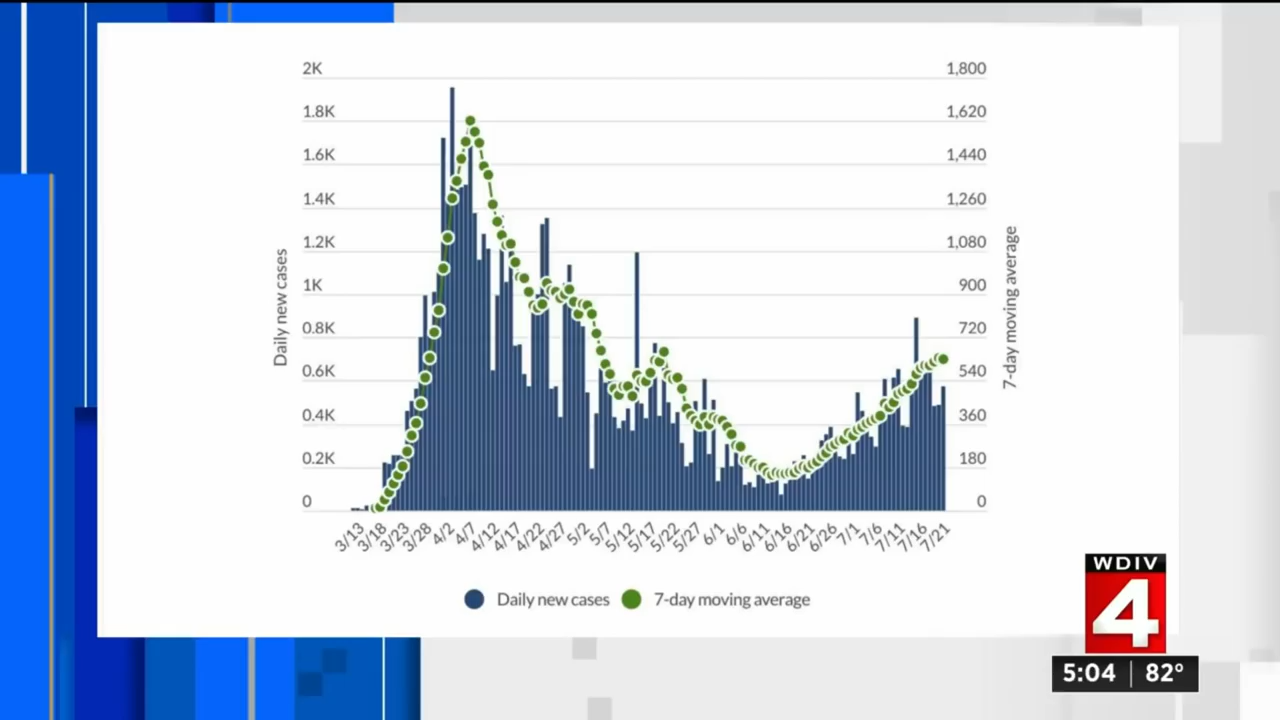 2K 1,800
1.8K 1,620
1.6K 1,440
1.4K 1,260
1.2K 1,080
1K 900
0.8K 720
0.6K 540
0.4K 360
0.2K 180
0 0
Daily new cases
7-day moving average
3/13 3/18 3/23 3/28 4/2 4/7 4/12 4/17 4/22 4/27 5/2 5/7 5/12 5/17 5/22 5/27 6/1 6/6 6/11 6/16 6/21 6/26 7/1 7/6 7/11 7/16 7/21
Daily new cases 7-day moving average
WDIV
4
5:04 82°